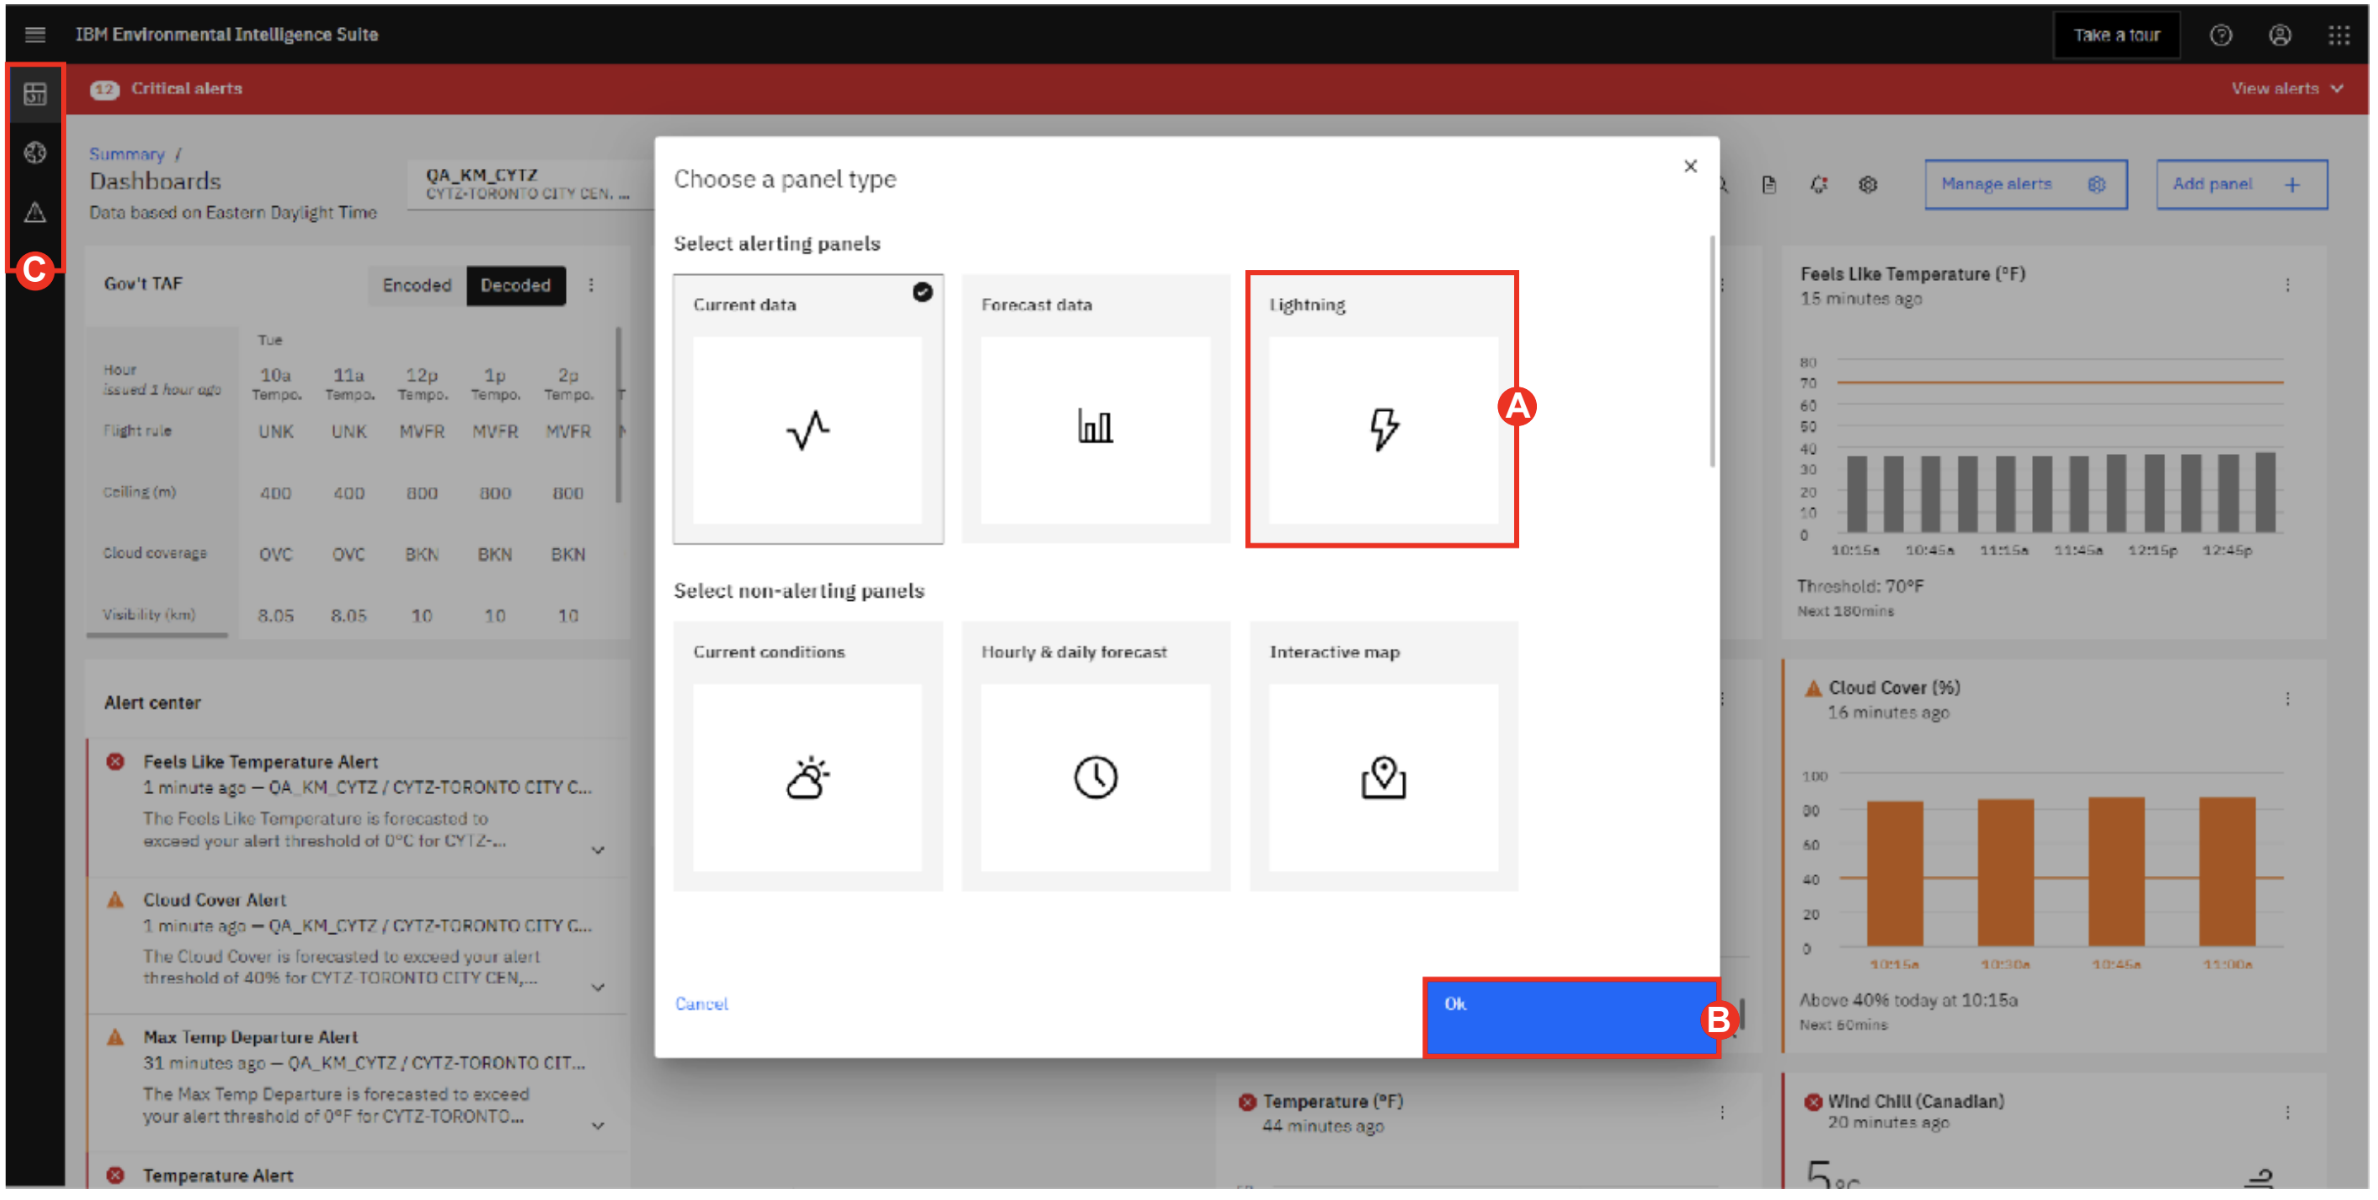 IBM Environmental Intelligence Suite
Take a tour
12 Critical alerts
View alerts
C
Summary /
Dashboards
Data based on Eastern Daylight Time
QA_KM_CYTZ
CYTZ-TORONTO CITY CEN. ...
Manage alerts
Add panel +
Gov't TAF
Encoded
Decoded
Tue
Hour
issued 1 hour ago
10a 11a 12p 1p 2p
Tempo. Tempo. Tempo. Tempo. Tempo.
Flight rule UNK UNK MVFR MVFR MVFR
Ceiling (m) 400 400 800 800 800
Cloud coverage OVC OVC BKN BKN BKN
Visibility (km) 8.05 8.05 10 10 10
Alert center
Feels Like Temperature Alert
1 minute ago — QA_KM_CYTZ / CYTZ-TORONTO CITY C...
The Feels Like Temperature is forecasted to
exceed your alert threshold of 0°C for CYTZ-...
Cloud Cover Alert
1 minute ago — QA_KM_CYTZ / CYTZ-TORONTO CITY C...
The Cloud Cover is forecasted to exceed your alert
threshold of 40% for CYTZ-TORONTO CITY CEN,...
Max Temp Departure Alert
31 minutes ago — QA_KM_CYTZ / CYTZ-TORONTO CIT...
The Max Temp Departure is forecasted to exceed
your alert threshold of 0°F for CYTZ-TORONTO...
Temperature Alert
Choose a panel type
Select alerting panels
Current data
Forecast data
Lightning
A
Select non-alerting panels
Current conditions
Hourly & daily forecast
Interactive map
Cancel
Ok
B
Feels Like Temperature (°F)
15 minutes ago
80
70
60
50
40
30
20
10
0
10:15a 10:45a 11:15a 11:45a 12:15p 12:45p
Threshold: 70°F
Next 180mins
Cloud Cover (%)
16 minutes ago
100
80
60
40
20
0
10:15a 10:30a 10:45a 11:00a
Above 40% today at 10:15a
Next 60mins
Temperature (°F)
44 minutes ago
Wind Chill (Canadian)
20 minutes ago
5°C